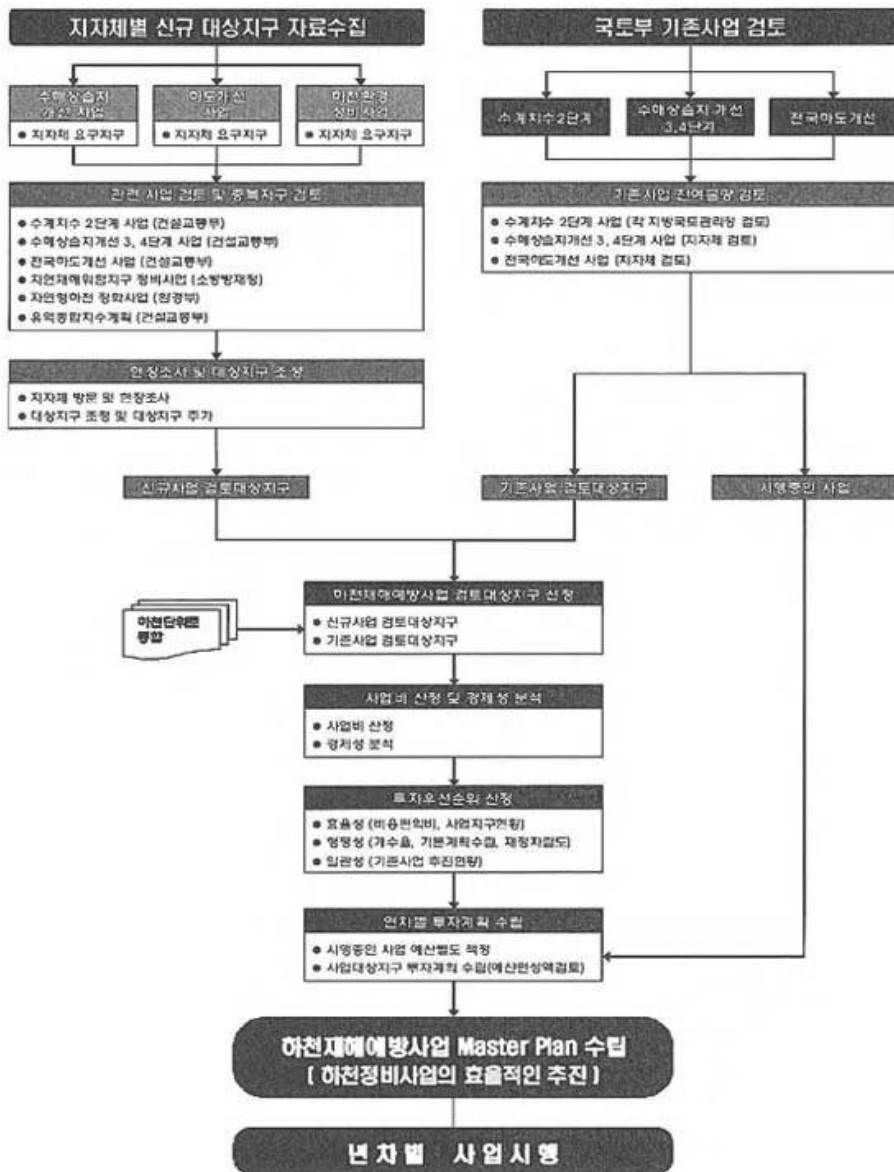 지자체별 신규 대상지구 자료수집
수해상습지
개선 사업
하도개선
사업
하천환경
정비사업
● 지자체 요구지구
● 지자체 요구지구
● 지자체 요구지구
관련 사업 검토 및 중복지구 검토
● 수계치수 2단계 사업 (건설교통부)
● 수해상습지개선 3, 4단계 사업 (건설교통부)
● 전국하도개선 사업 (건설교통부)
● 자연재해위험지구 정비사업 (소방방재청)
● 자연형하천 정화사업 (환경부)
● 유역종합치수계획 (건설교통부)
현장조사 및 대상지구 조정
● 지자체 방문 및 현장조사
● 대상지구 조정 및 대상지구 추가
신규사업 검토대상지구
국토부 기존사업 검토
수계치수2단계
수해상습지 개선
3,4단계
전국하도개선
기존사업 잔여물량 검토
● 수계치수 2단계 사업 (각 지방국토관리청 검토)
● 수해상습지개선 3, 4단계 사업 (지자체 검토)
● 전국하도개선 사업 (지자체 검토)
기존사업 검토대상지구
시행중인 사업
하천단위로
통합
하천재해예방사업 검토대상지구 선정
● 신규사업 검토대상지구
● 기존사업 검토대상지구
사업비 산정 및 경제성 분석
● 사업비 산정
● 경제성 분석
투자우선순위 산정
● 효율성 (비용편익비, 사업지구현황)
● 형평성 (개수율, 기본계획수립, 재정자립도)
● 일관성 (기존사업 추진현황)
연차별 투자계획 수립
● 시행중인 사업 예산별도 책정
● 사업대상지구 투자계획 수립(예산편성액검토)
하천재해예방사업 Master Plan 수립
[ 하천정비사업의 효율적인 추진 ]
년차별 사업시행